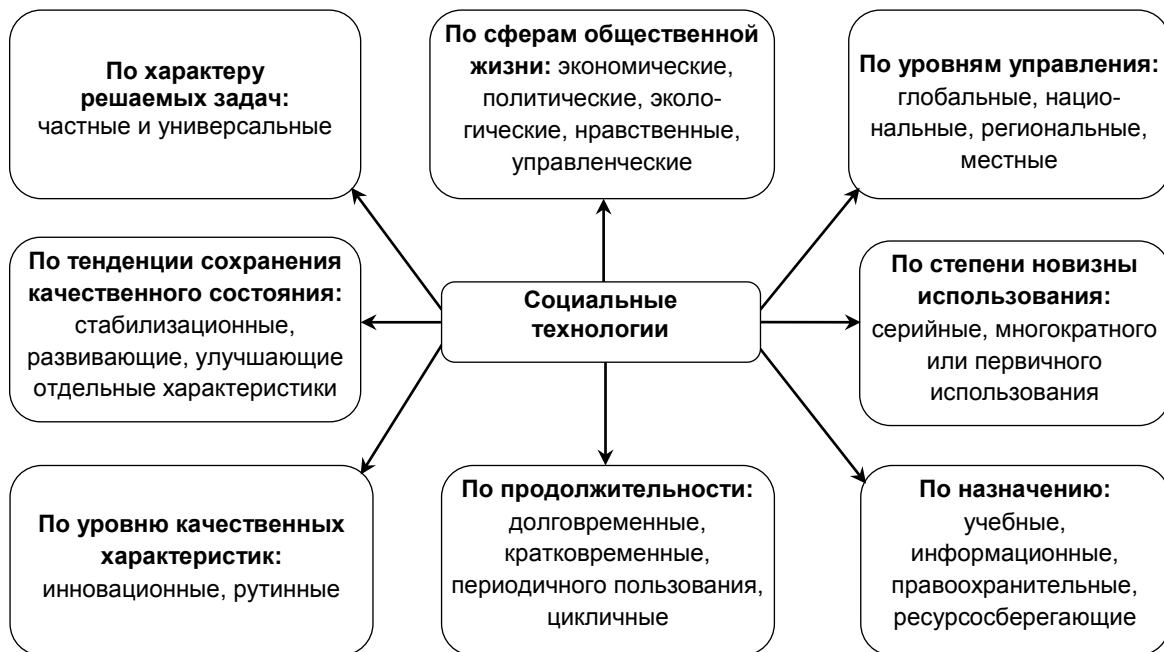 По характеру
решаемых задач:
частные и универсальные
По сферам общественной
жизни: экономические,
политические, эколо-
гические, нравственные,
управленческие
По уровням управления:
глобальные, нацио-
нальные, региональные,
местные
По тенденции сохранения
качественного состояния:
стабилизационные,
развивающие, улучшающие
отдельные характеристики
Социальные
технологии
По степени новизны
использования:
серийные, многократного
или первичного
использования
По уровню качественных
характеристик:
инновационные, рутинные
По продолжительности:
долговременные,
кратковременные,
периодичного пользования,
цикличные
По назначению:
учебные,
информационные,
правоохранительные,
ресурсосберегающие